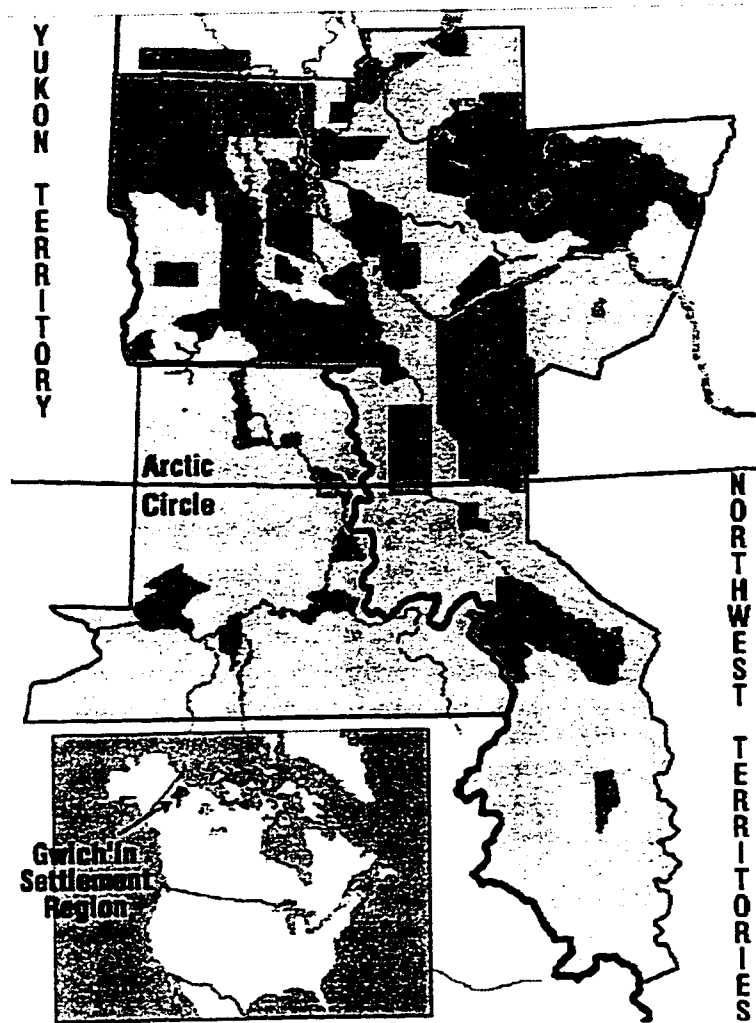 YUKON TERRITORY
Arctic
Circle
NORTHWEST TERRITORIES
Gwich'in
Settlement
Region